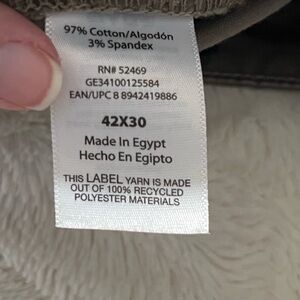 97% Cotton/Algodón
3% Spandex
RN# 52469
GE34100125584
EAN/UPC 8 8942419886
42X30
Made In Egypt
Hecho En Egipto
THIS LABEL YARN IS MADE
OUT OF 100% RECYCLED
POLYESTER MATERIALS